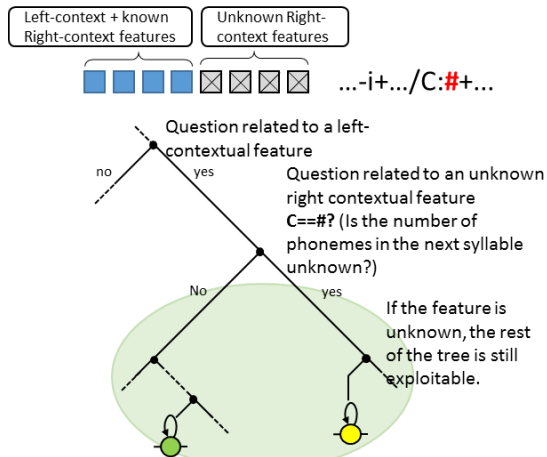 Left-context + known
Right-context features
Unknown Right-
context features
...-i+.../C:#+...
Question related to a left-
contextual feature
no
yes
Question related to an unknown
right contextual feature
C==#? (Is the number of
phonemes in the next syllable
unknown?)
No
yes
If the feature is
unknown, the rest
of the tree is still
exploitable.